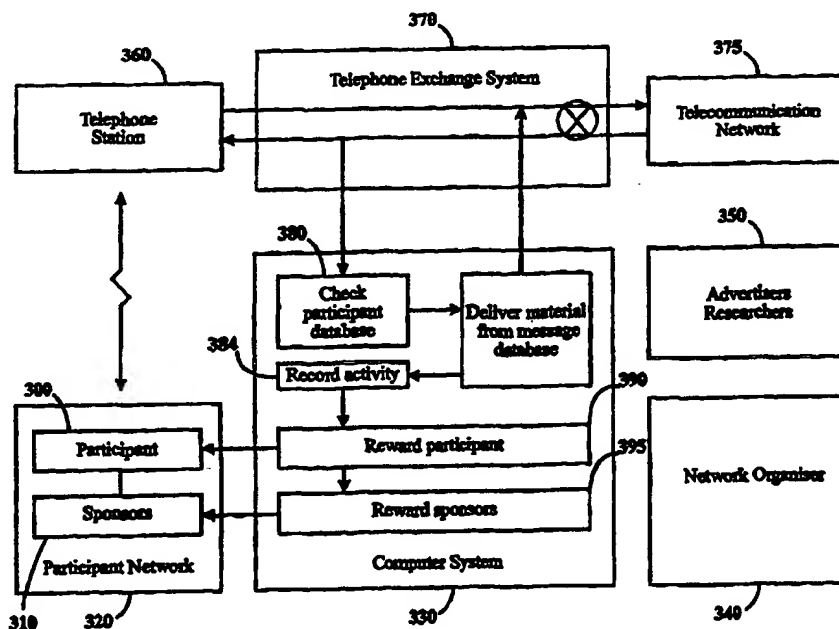 370
360
375
Telephone Exchange System
Telephone
Station
Telecommunication
Network
380
350
Check
participant
database
Deliver material
from message
database
Advertisers
Researchers
384
Record activity
300
390
Participant
Reward participant
395
Network Organiser
Sponsors
Reward sponsors
Participant Network
Computer System
310
320
330
340